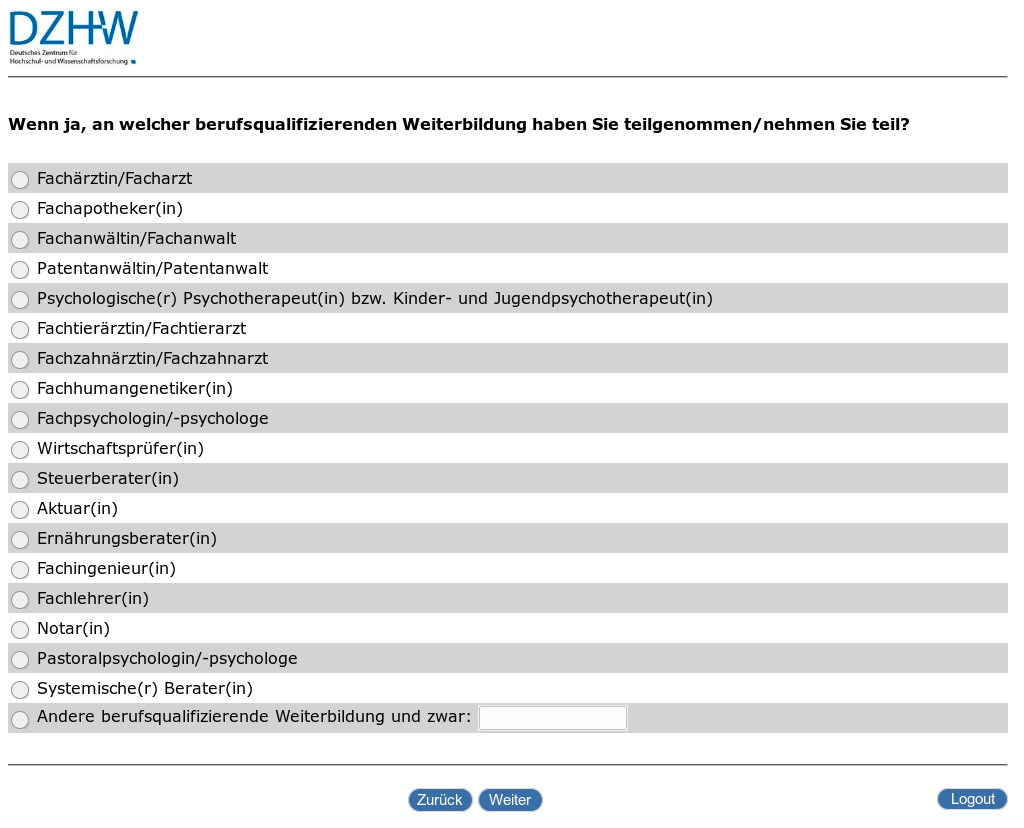 DZHW
Deutsches Zentrum für
Hochschul- und Wissenschaftsforschung
Wenn ja, an welcher berufsqualifizierenden Weiterbildung haben Sie teilgenommen/nehmen Sie teil?
Fachärztin/Facharzt
Fachapotheker(in)
Fachanwältin/Fachanwalt
Patentanwältin/Patentanwalt
Psychologische(r) Psychotherapeut(in) bzw. Kinder- und Jugendpsychotherapeut(in)
Fachtierärztin/Fachtierarzt
Fachzahnärztin/Fachzahnarzt
Fachhumangenetiker(in)
Fachpsychologin/-psychologe
Wirtschaftsprüfer(in)
Steuerberater(in)
Aktuar(in)
Ernährungsberater(in)
Fachingenieur(in)
Fachlehrer(in)
Notar(in)
Pastoralpsychologin/-psychologe
Systemische(r) Berater(in)
Andere berufsqualifizierende Weiterbildung und zwar:
Zurück Weiter Logout